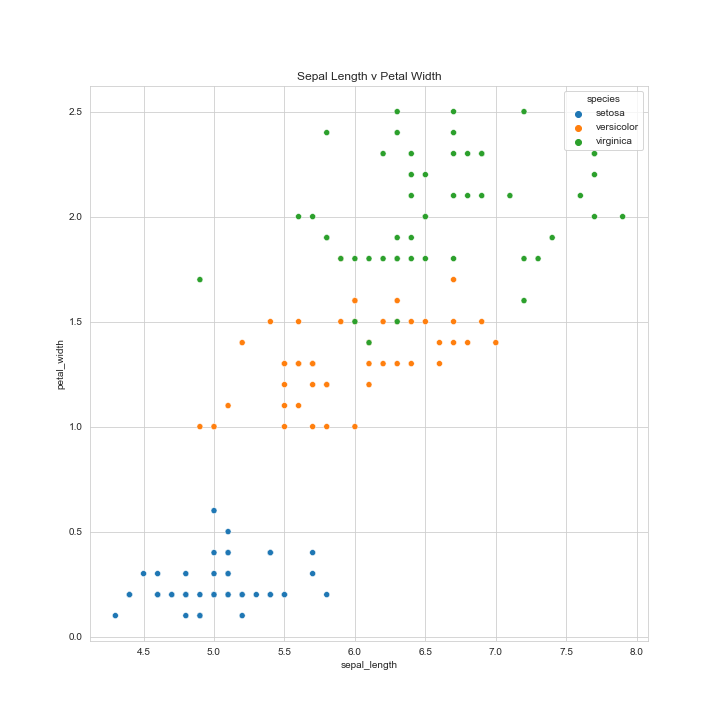 Sepal Length v Petal Width
species
setosa
versicolor
virginica
2.5
2.0
1.5
1.0
0.5
0.0
petal_width
4.5 5.0 5.5 6.0 6.5 7.0 7.5 8.0
sepal_length